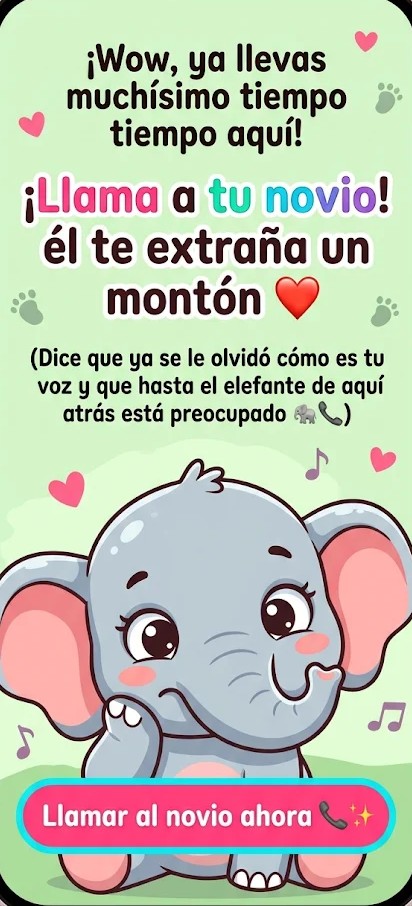 ¡Wow, ya llevas
muchísimo tiempo
tiempo aquí!
¡Llama a tu novio!
él te extraña un
montón ❤️
(Dice que ya se le olvidó cómo es tu
voz y que hasta el elefante de aquí
atrás está preocupado 🐘📞)
Llamar al novio ahora 📞✨